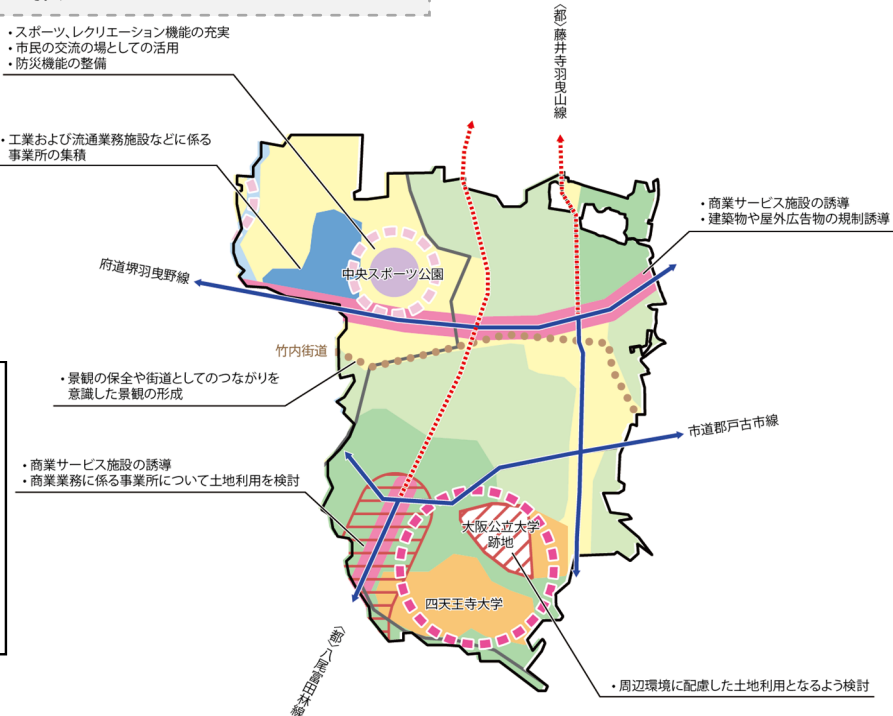 ・スポーツ、レクリエーション機能の充実
・市民の交流の場としての活用
・防災機能の整備
〈都〉藤井寺羽曳山線
・工業および流通業務施設などに係る
事業所の集積
・商業サービス施設の誘導
・建築物や屋外広告物の規制誘導
府道堺羽曳野線
中央スポーツ公園
竹内街道
・景観の保全や街道としてのつながりを
意識した景観の形成
市道郡戸古市線
・商業サービス施設の誘導
・商業業務に係る事業所について土地利用を検討
大阪公立大学
跡地
四天王寺大学
〈都〉八尾富田林線
・周辺環境に配慮した土地利用となるよう検討